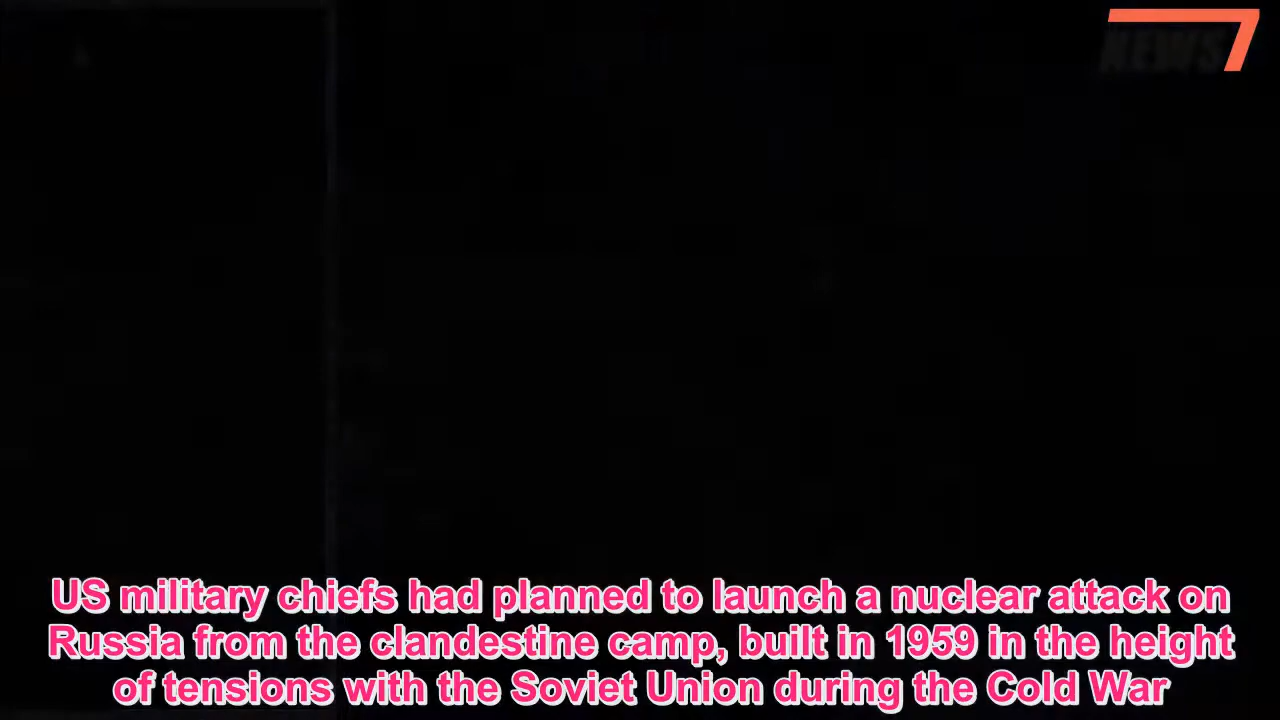 NEWS7
US military chiefs had planned to launch a nuclear attack on
Russia from the clandestine camp, built in 1959 in the height
of tensions with the Soviet Union during the Cold War